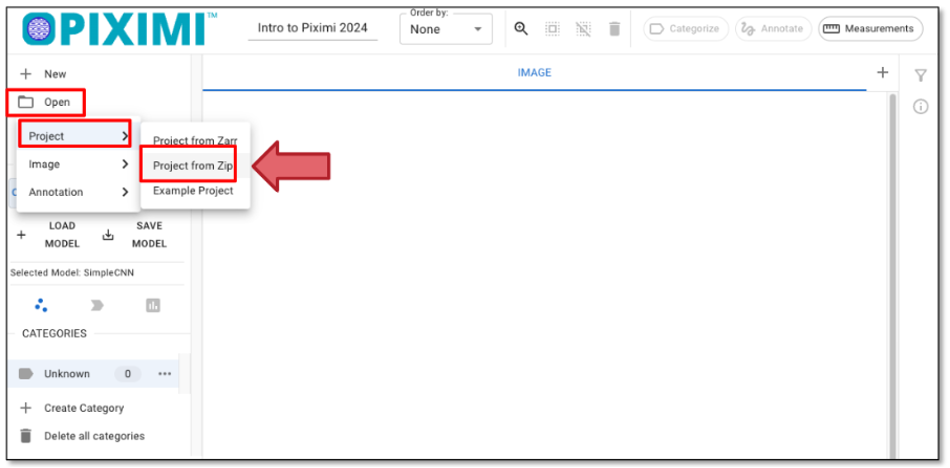 PIXIMI™
Intro to Piximi 2024
Order by:
None
Categorize
Annotate
Measurements
New
Open
IMAGE
Project
Image
Annotation
Project from Zarr
Project from Zip
Example Project
LOAD
MODEL
SAVE
MODEL
Selected Model: SimpleCNN
CATEGORIES
Unknown
0
Create Category
Delete all categories